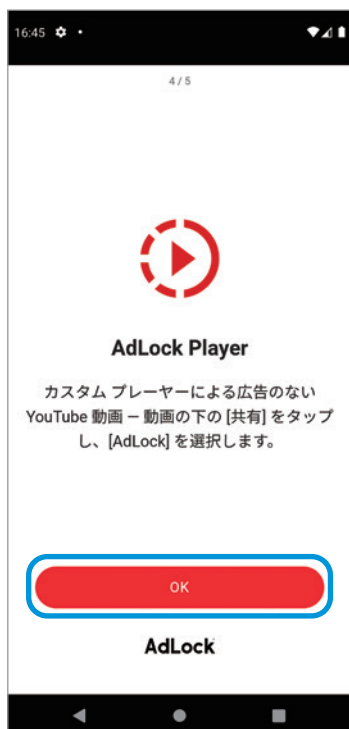 16:45
4 / 5
AdLock Player
カスタム プレーヤーによる広告のない
YouTube 動画 – 動画の下の [共有] をタップ
し、[AdLock] を選択します。
OK
AdLock